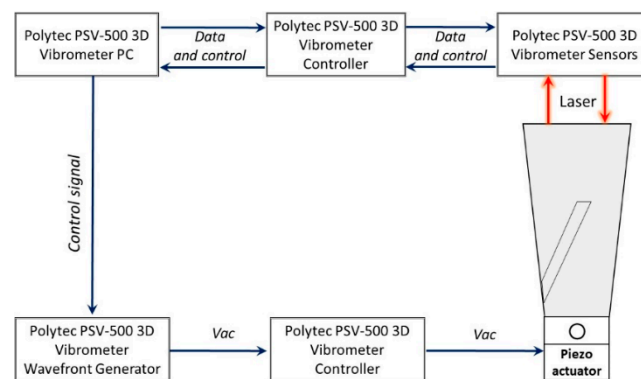 Polytec PSV-500 3D
Vibrometer PC
Data
and control
Polytec PSV-500 3D
Vibrometer
Controller
Data
and control
Polytec PSV-500 3D
Vibrometer Sensors
Laser
Control signal
Polytec PSV-500 3D
Vibrometer
Wavefront Generator
Vac
Polytec PSV-500 3D
Vibrometer
Controller
Vac
Piezo
actuator